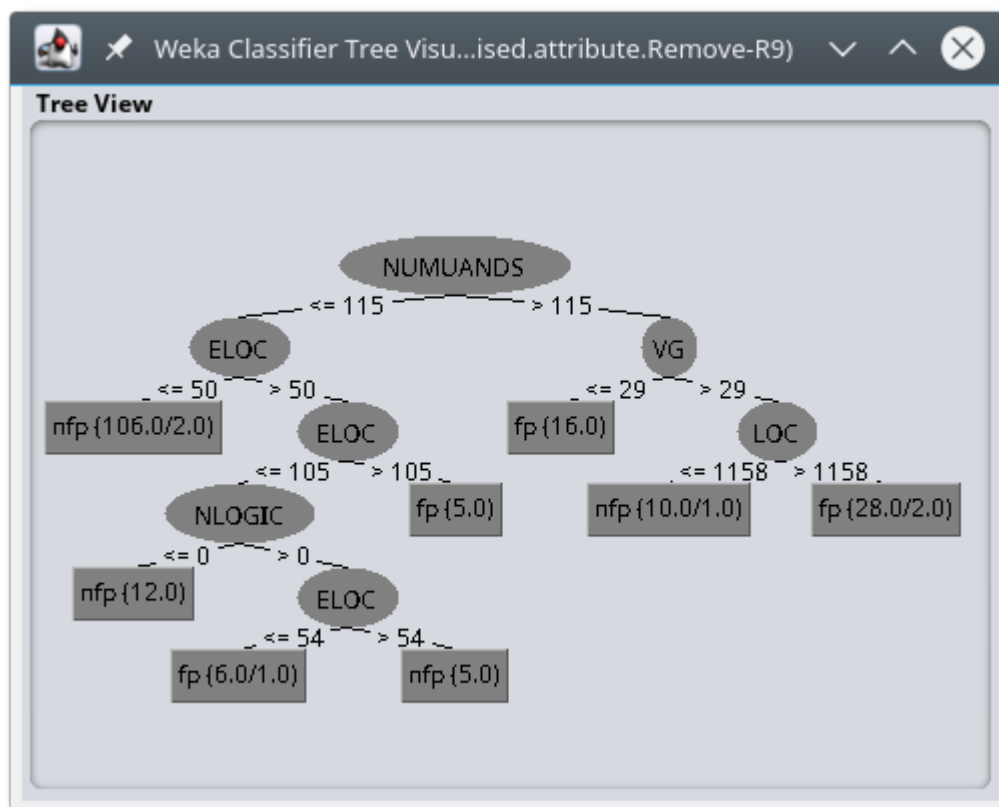 Weka Classifier Tree Visu...ised.attribute.Remove-R9)
Tree View
NUMUANDS
<= 115 > 115
ELOC VG
<= 50 > 50 <= 29 > 29
nfp (106.0/2.0) ELOC fp (16.0) LOC
<= 105 > 105 <= 1158 > 1158
NLOGIC fp (5.0) nfp (10.0/1.0) fp (28.0/2.0)
<= 0 > 0
nfp (12.0) ELOC
<= 54 > 54
fp (6.0/1.0) nfp (5.0)